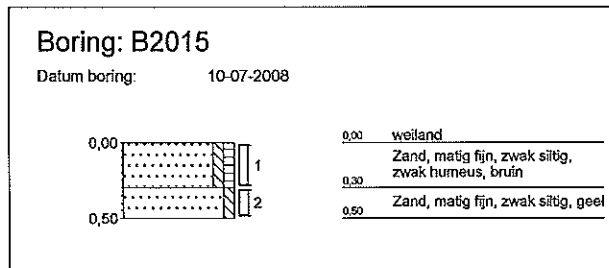 Boring: B2015
Datum boring: 10-07-2008
0,00
1
2
0,50
0,00 weiland
Zand, matig fijn, zwak siltig,
zwak humeus, bruin
0,30
Zand, matig fijn, zwak siltig, geel
0,50